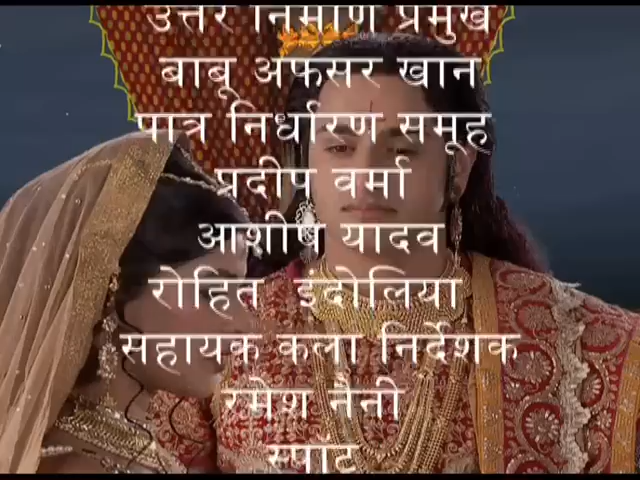 उत्तर निर्माण प्रमुख
बाबू अफसर खान
पात्र निर्धारण समूह
प्रदीप वर्मा
आशीष यादव
रोहित इंदोलिया
सहायक कला निर्देशक
रमेश नैनी
स्पॉट